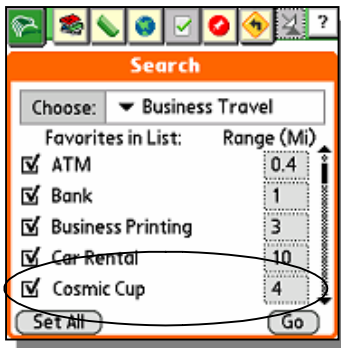 ?
Search
Choose: Business Travel
Favorites in List: Range (Mi)
ATM 0.4
Bank 1
Business Printing 3
Car Rental 10
Cosmic Cup 4
Set All Go